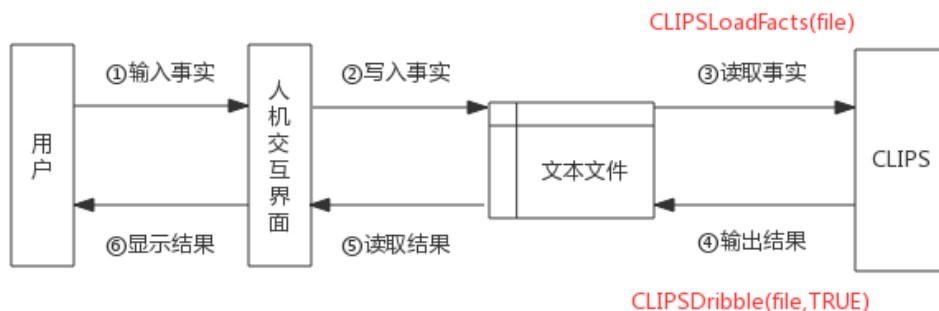 CLIPSLoadFacts(file)
①输入事实
②写入事实
③读取事实
用户
人机交互界面
文本文件
CLIPS
⑥显示结果
⑤读取结果
④输出结果
CLIPSDribble(file,TRUE)